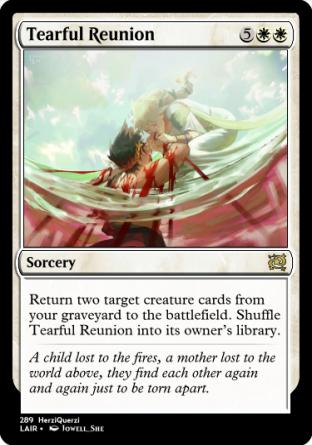 Tearful Reunion 5
Sorcery
Return two target creature cards from
your graveyard to the battlefield. Shuffle
Tearful Reunion into its owner's library.
A child lost to the fires, a mother lost to the
world above, they find each other again
and again just to be torn apart.
289 HerziQuerzi
LAIR • Iowell_She